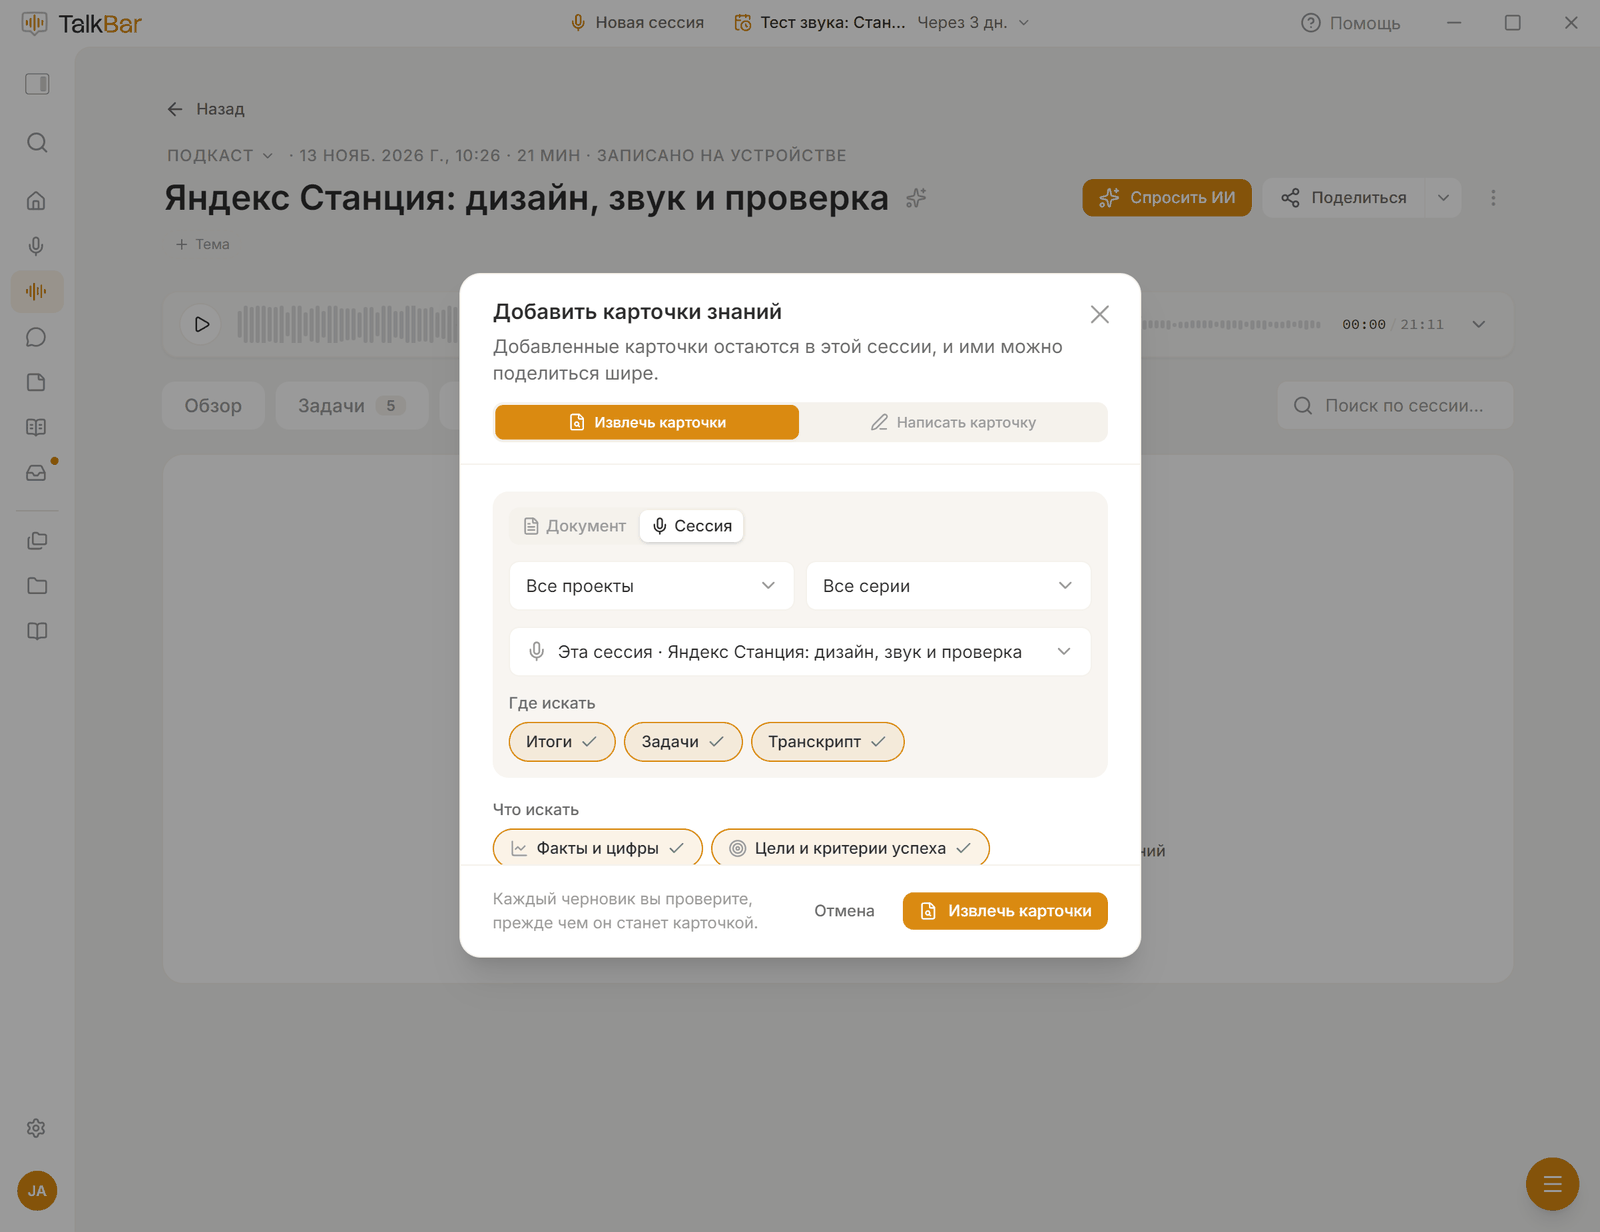 TalkBar
Новая сессия
Тест звука: Стан... Через 3 дн.
Помощь
Назад
ПОДКАСТ · 13 НОЯБ. 2026 Г., 10:26 · 21 МИН · ЗАПИСАНО НА УСТРОЙСТВЕ
Яндекс Станция: дизайн, звук и проверка
Спросить ИИ
Поделиться
+ Тема
00:00 / 21:11
Обзор
Задачи 5
Поиск по сессии...
Добавить карточки знаний
Добавленные карточки остаются в этой сессии, и ими можно
поделиться шире.
Извлечь карточки
Написать карточку
Документ
Сессия
Все проекты
Все серии
Эта сессия · Яндекс Станция: дизайн, звук и проверка
Где искать
Итоги
Задачи
Транскрипт
Что искать
Факты и цифры
Цели и критерии успеха
ний
Каждый черновик вы проверите,
прежде чем он станет карточкой.
Отмена
Извлечь карточки
JA